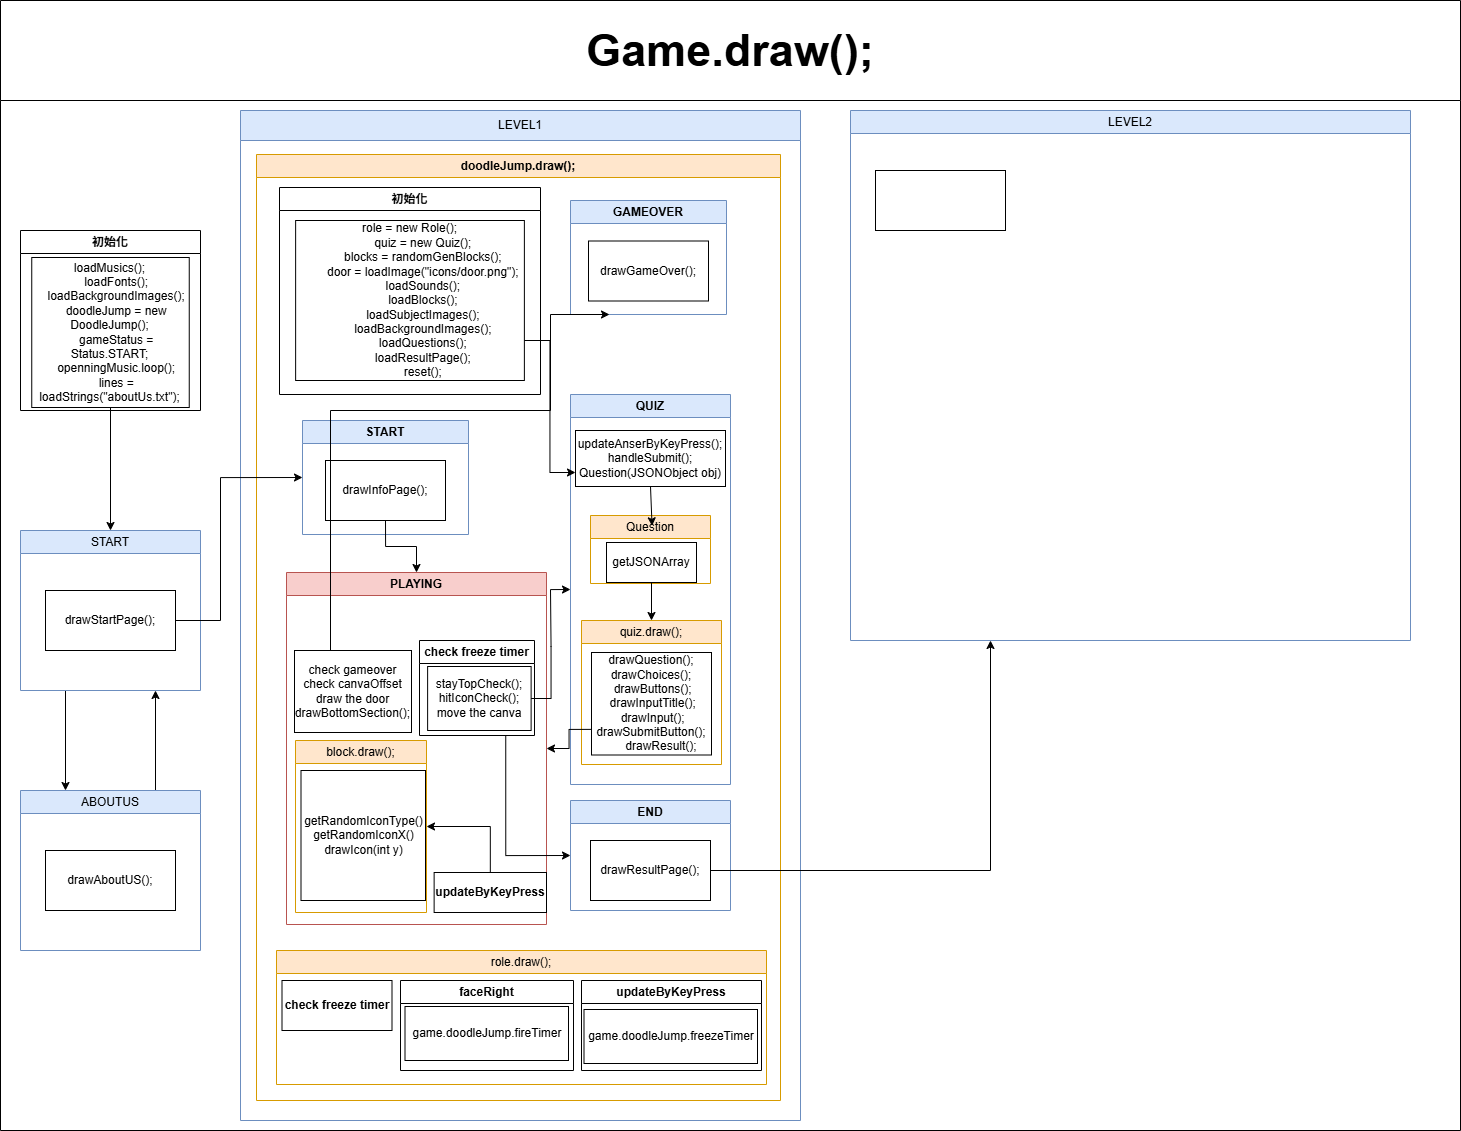 Game.draw();
初始化
loadMusics();
loadFonts();
loadBackgroundImages();
doodleJump = new
DoodleJump();
gameStatus =
Status.START;
openningMusic.loop();
lines =
loadStrings("aboutUs.txt");
START
drawStartPage();
ABOUTUS
drawAboutUS();
LEVEL1
doodleJump.draw();
初始化
role = new Role();
quiz = new Quiz();
blocks = randomGenBlocks();
door = loadImage("icons/door.png");
loadSounds();
loadBlocks();
loadSubjectImages();
loadBackgroundImages();
loadQuestions();
loadResultPage();
reset();
START
drawInfoPage();
PLAYING
check gameover
check canvaOffset
draw the door
drawBottomSection();
check freeze timer
stayTopCheck();
hitIconCheck();
move the canva
block.draw();
getRandomIconType()
getRandomIconX()
drawIcon(int y)
updateByKeyPress
GAMEOVER
drawGameOver();
QUIZ
updateAnserByKeyPress();
handleSubmit();
Question(JSONObject obj)
Question
getJSONArray
quiz.draw();
drawQuestion();
drawChoices();
drawButtons();
drawInputTitle();
drawInput();
drawSubmitButton();
drawResult();
END
drawResultPage();
role.draw();
check freeze timer
faceRight
game.doodleJump.fireTimer
updateByKeyPress
game.doodleJump.freezeTimer
LEVEL2